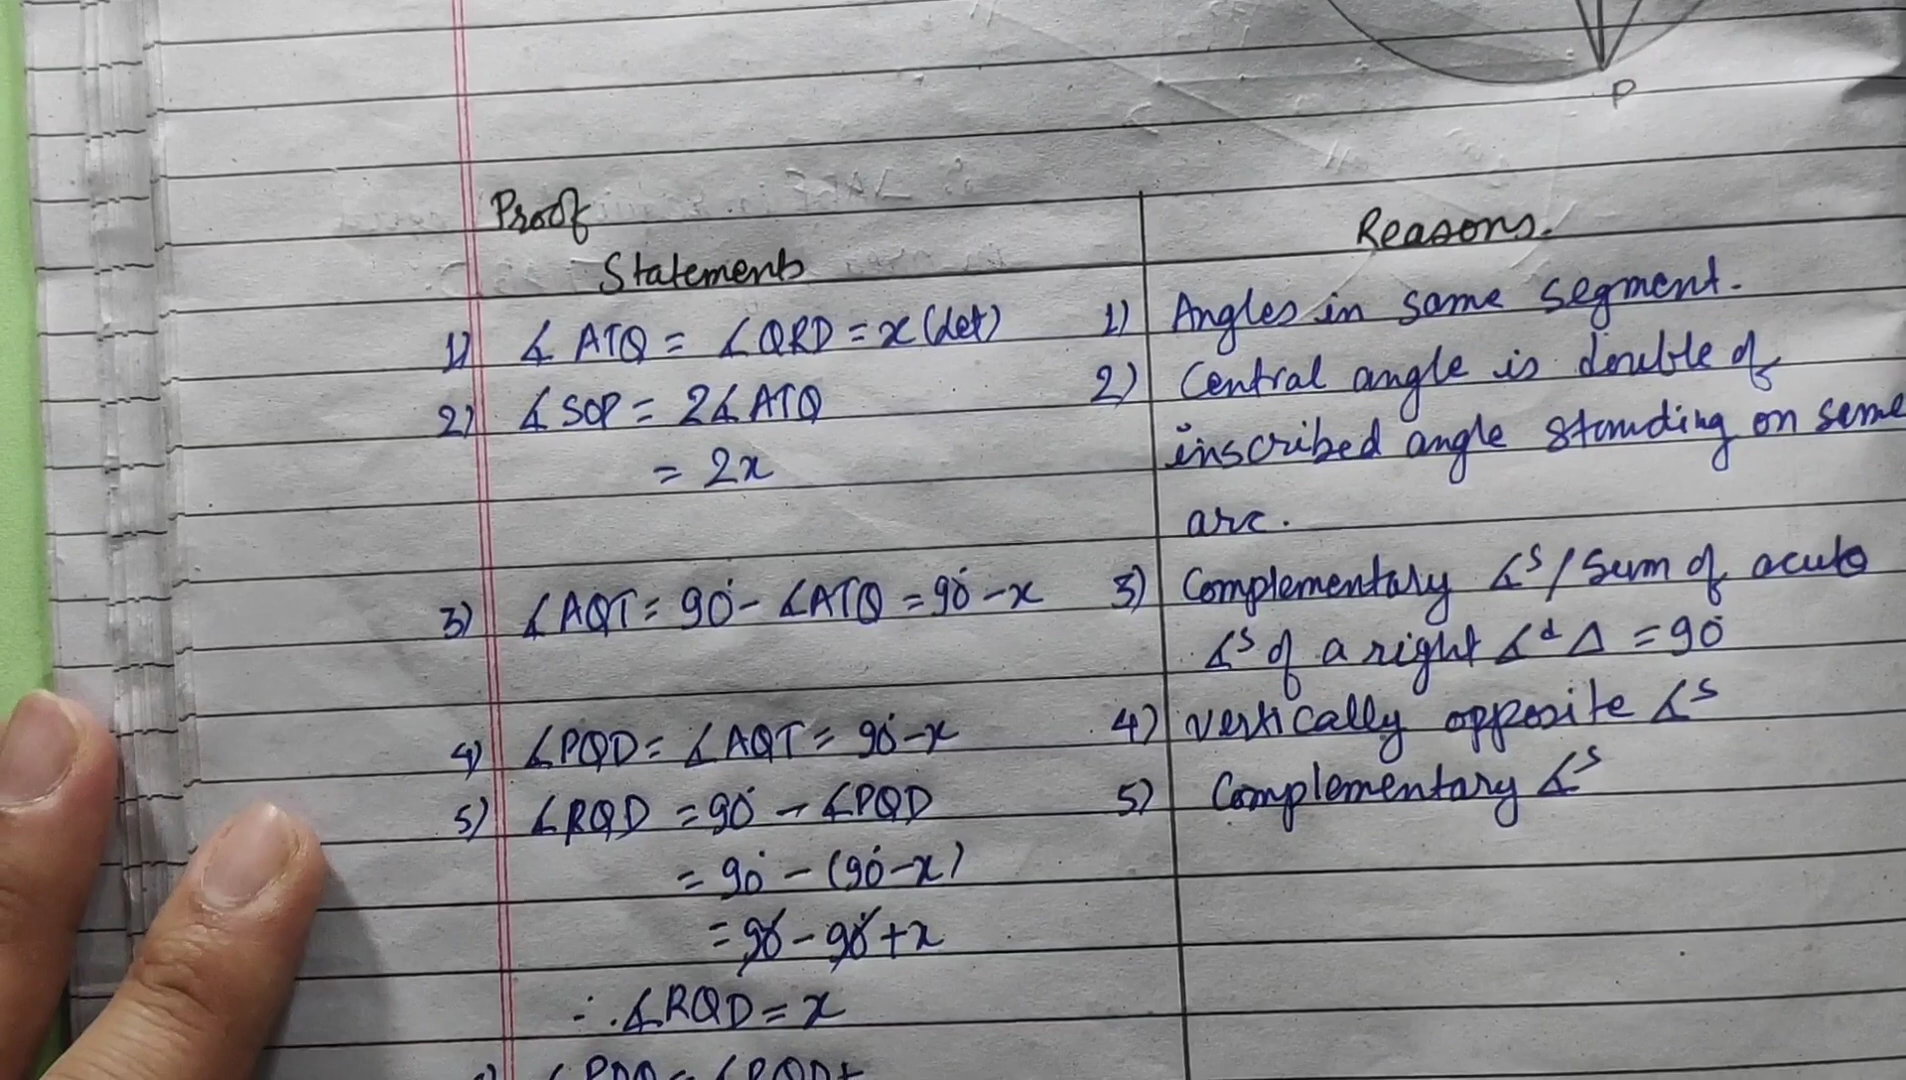 P
Proof
Statements
Reasons.
1) ∡ATQ = ∡QRD = x (let)
1) Angles in same segment.
2) ∡SOP = 2∡ATQ
= 2x
2) Central angle is double of
inscribed angle standing on same
arc.
3) ∡AQT = 90° - ∡ATQ = 90° - x
3) Complementary ∡s / Sum of acute
∡s of a right ∡d Δ = 90°
4) ∡PQD = ∡AQT = 90° - x
4) vertically opposite ∡s
5) ∡RQD = 90° - ∡PQD
5) Complementary ∡s
= 90° - (90° - x)
= 90° - 90° + x
∴ ∡RQD = x